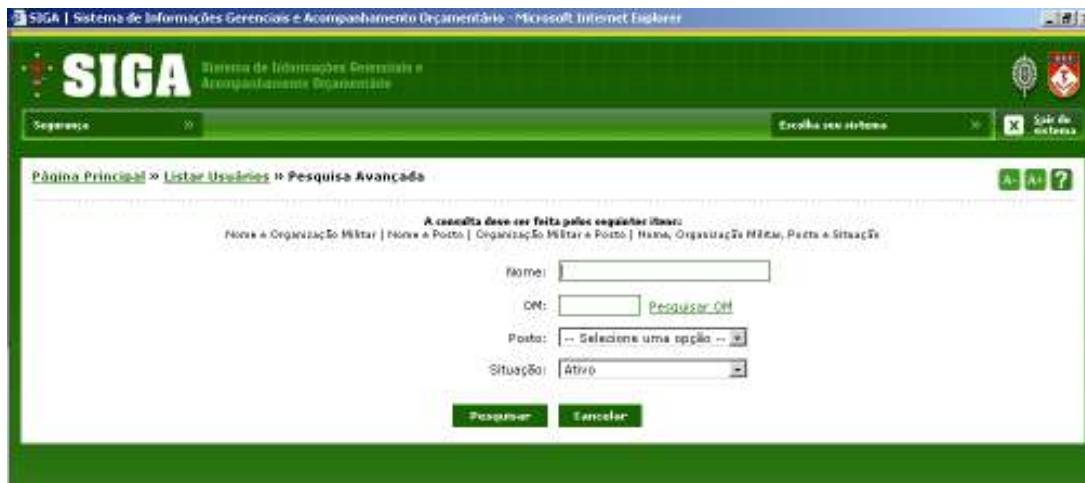 SIGA | Sistema de Informações Gerenciais e Acompanhamento Orçamentário - Microsoft Internet Explorer
SIGA
Sistema de Informações Gerenciais e
Acompanhamento Orçamentário
Segurança »
Escolha seu sistema »
X Sair do
sistema
Página Principal » Listar Usuários » Pesquisa Avançada
A- A+ ?
A consulta deve ser feita pelos seguintes itens:
Nome e Organização Militar | Nome e Posto | Organização Militar e Posto | Nome, Organização Militar, Posto e Situação
Nome:
OM: Pesquisar OM
Posto: -- Selecione uma opção --
Situação: Ativo
Pesquisar Cancelar